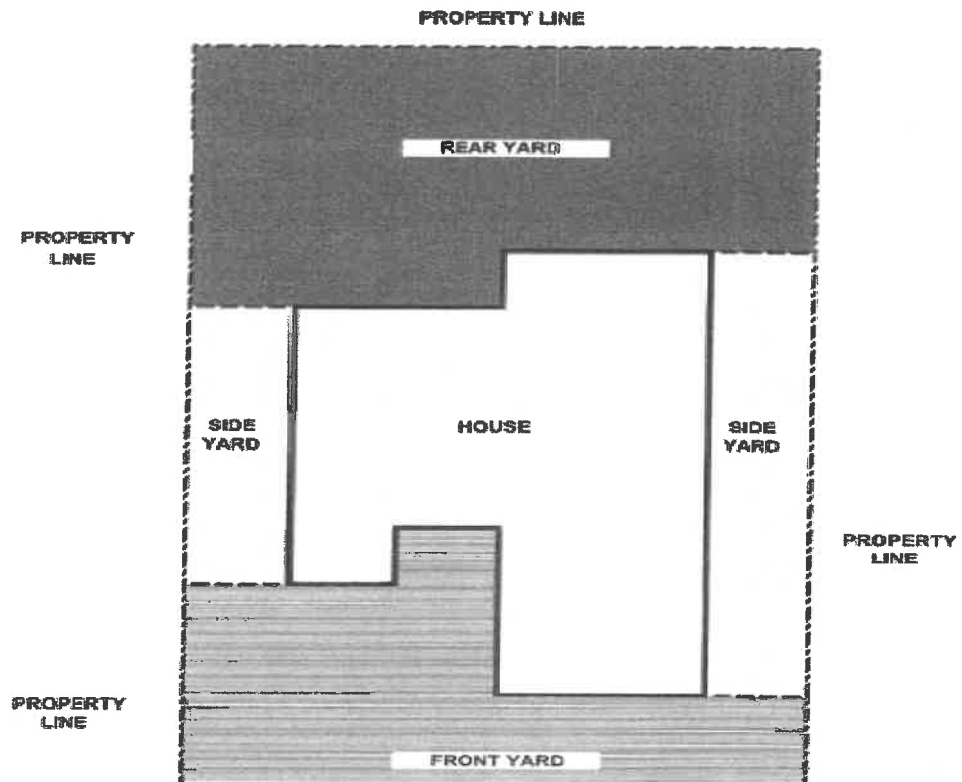 PROPERTY LINE
REAR YARD
PROPERTY
LINE
SIDE
YARD
HOUSE
SIDE
YARD
PROPERTY
LINE
PROPERTY
LINE
FRONT YARD